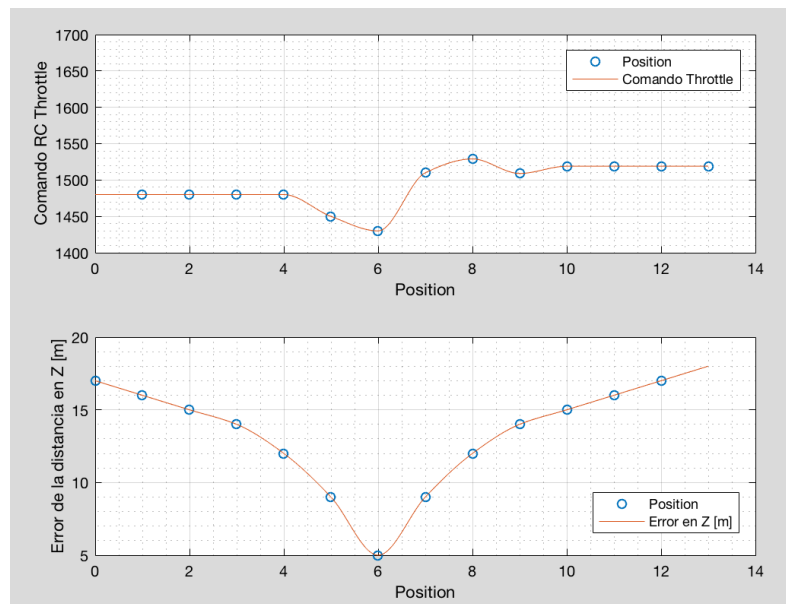 1700
1650
1600
1550
1500
1450
1400
Comando RC Throttle
Position
Comando Throttle
0 2 4 6 8 10 12 14
Position
20
15
10
5
Error de la distancia en Z [m]
Position
Error en Z [m]
0 2 4 6 8 10 12 14
Position